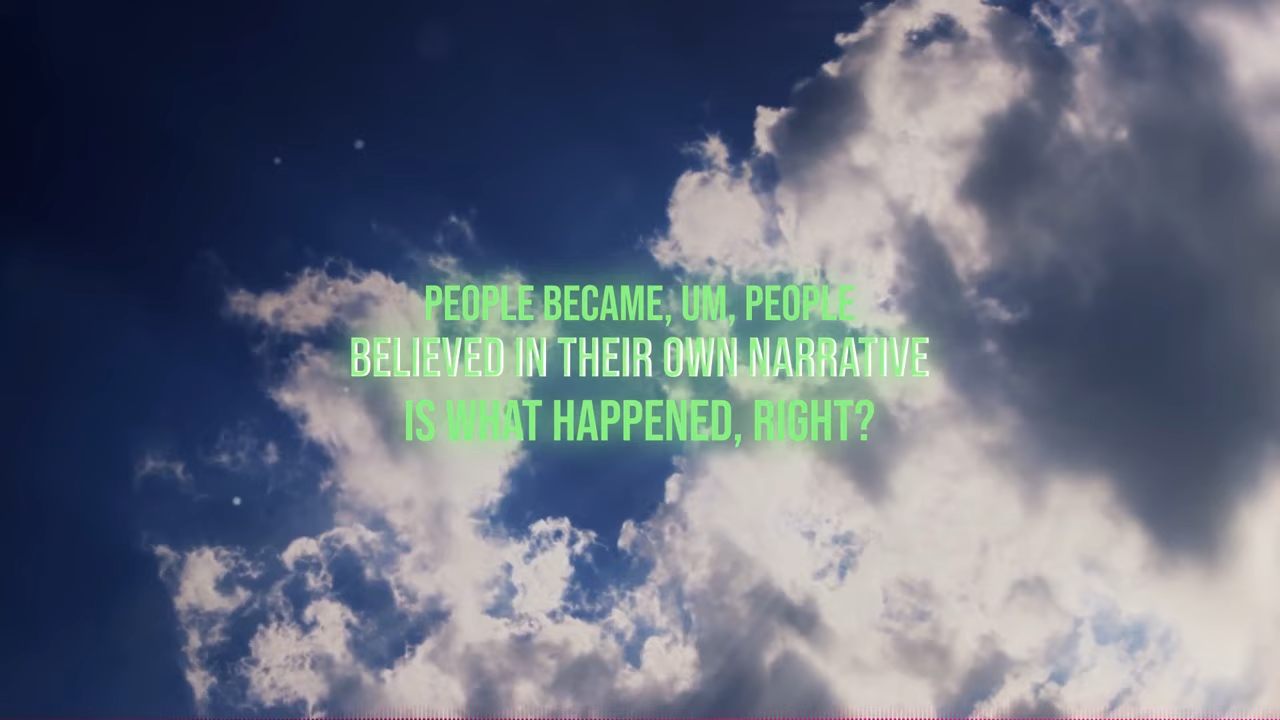 PEOPLE BECAME, UM, PEOPLE
BELIEVED IN THEIR OWN NARRATIVE
IS WHAT HAPPENED, RIGHT?